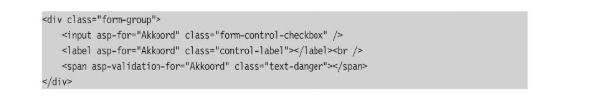 <div class="form-group">
<input asp-for="Akkoord" class="form-control-checkbox" />
<label asp-for="Akkoord" class="control-label"></label><br />
<span asp-validation-for="Akkoord" class="text-danger"></span>
</div>